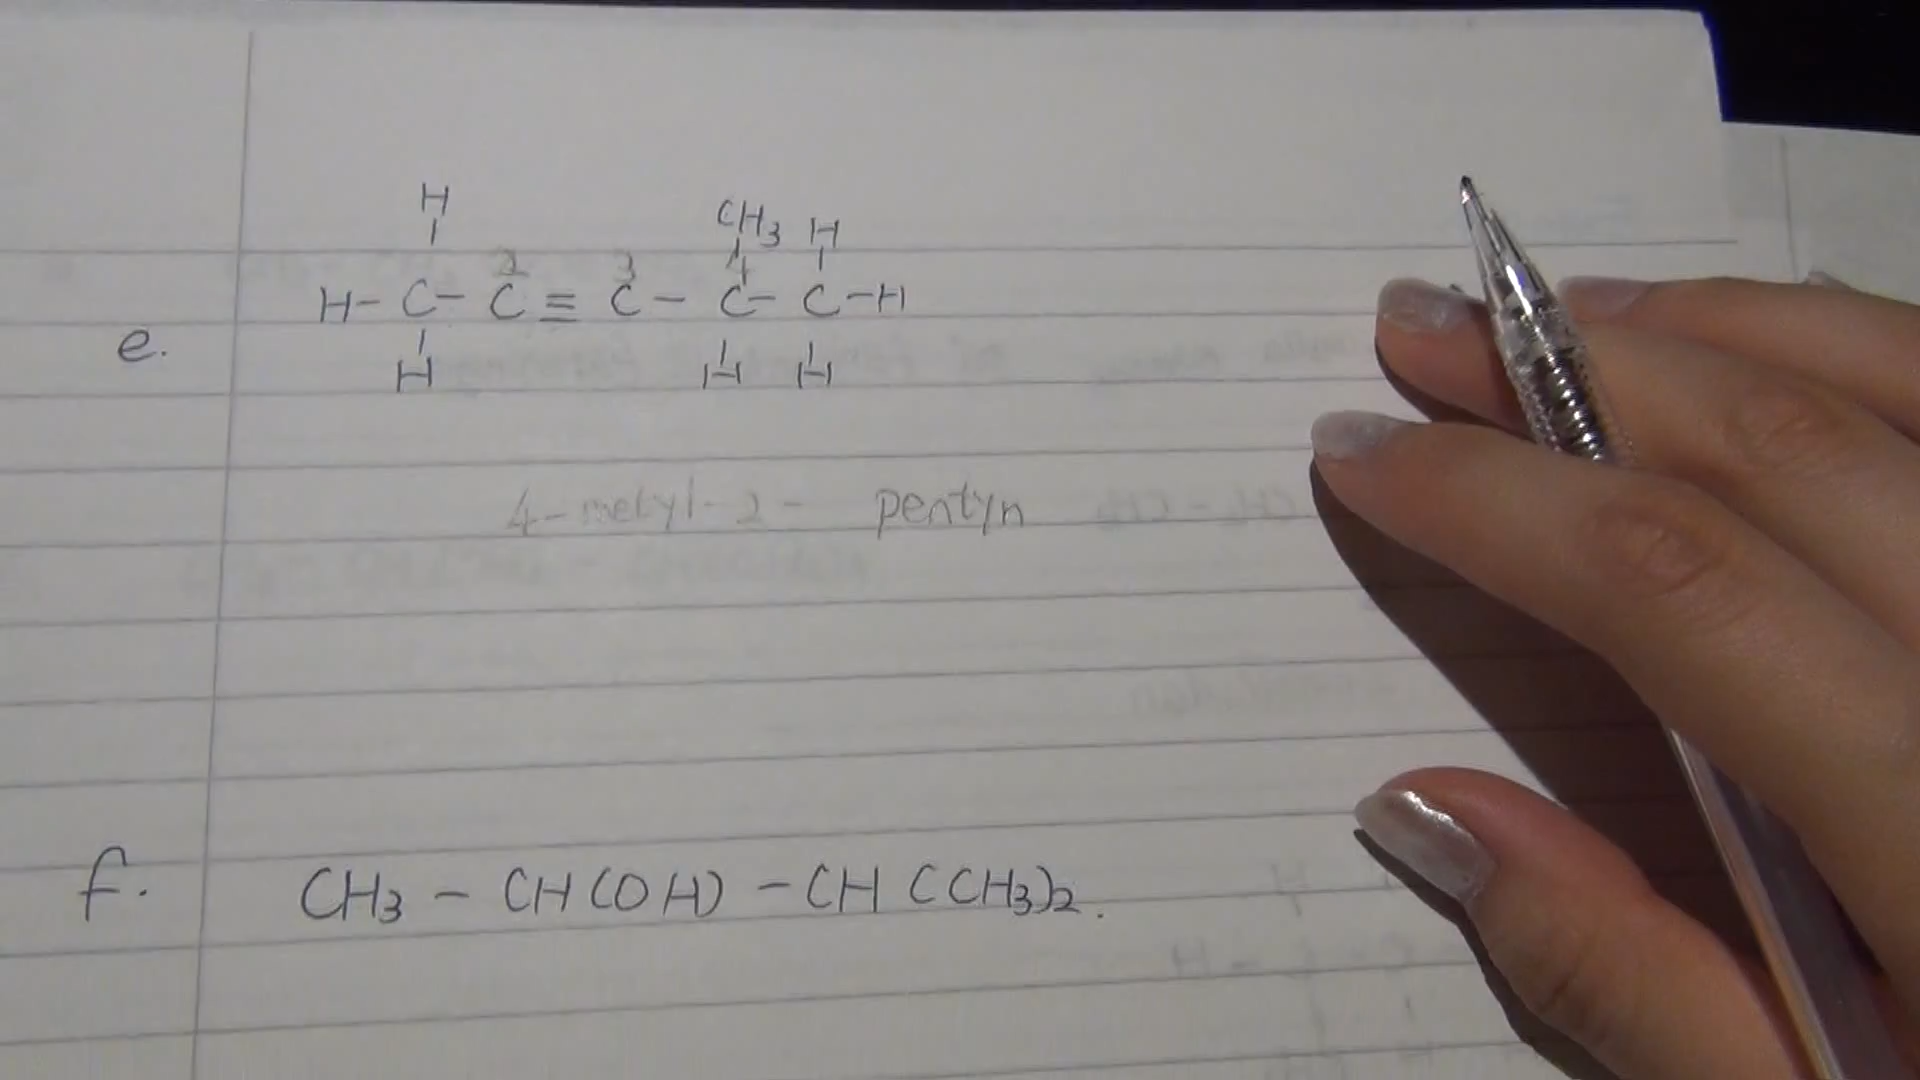 H CH3 H
2 3 4
e. H- C- C ≡ C - C- C -H
H H H
4-metyl-2- pentyn
f. CH3 - CH(OH) - CH (CH3)2.